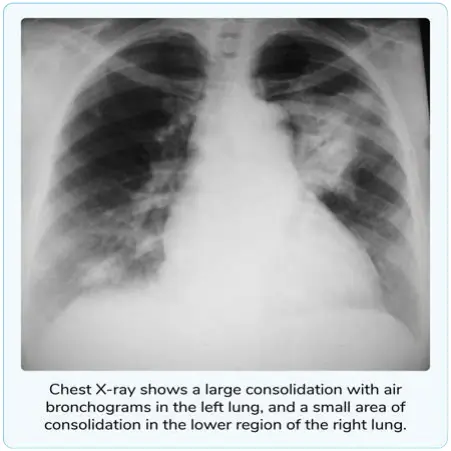 Chest X-ray shows a large consolidation with air
bronchograms in the left lung, and a small area of
consolidation in the lower region of the right lung.